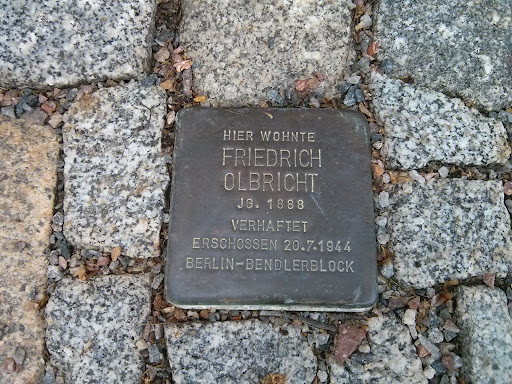 HIER WOHNTE
FRIEDRICH
OLBRICHT
JG. 1888
VERHAFTET
ERSCHOSSEN 20.7.1944
BERLIN-BENDLERBLOCK